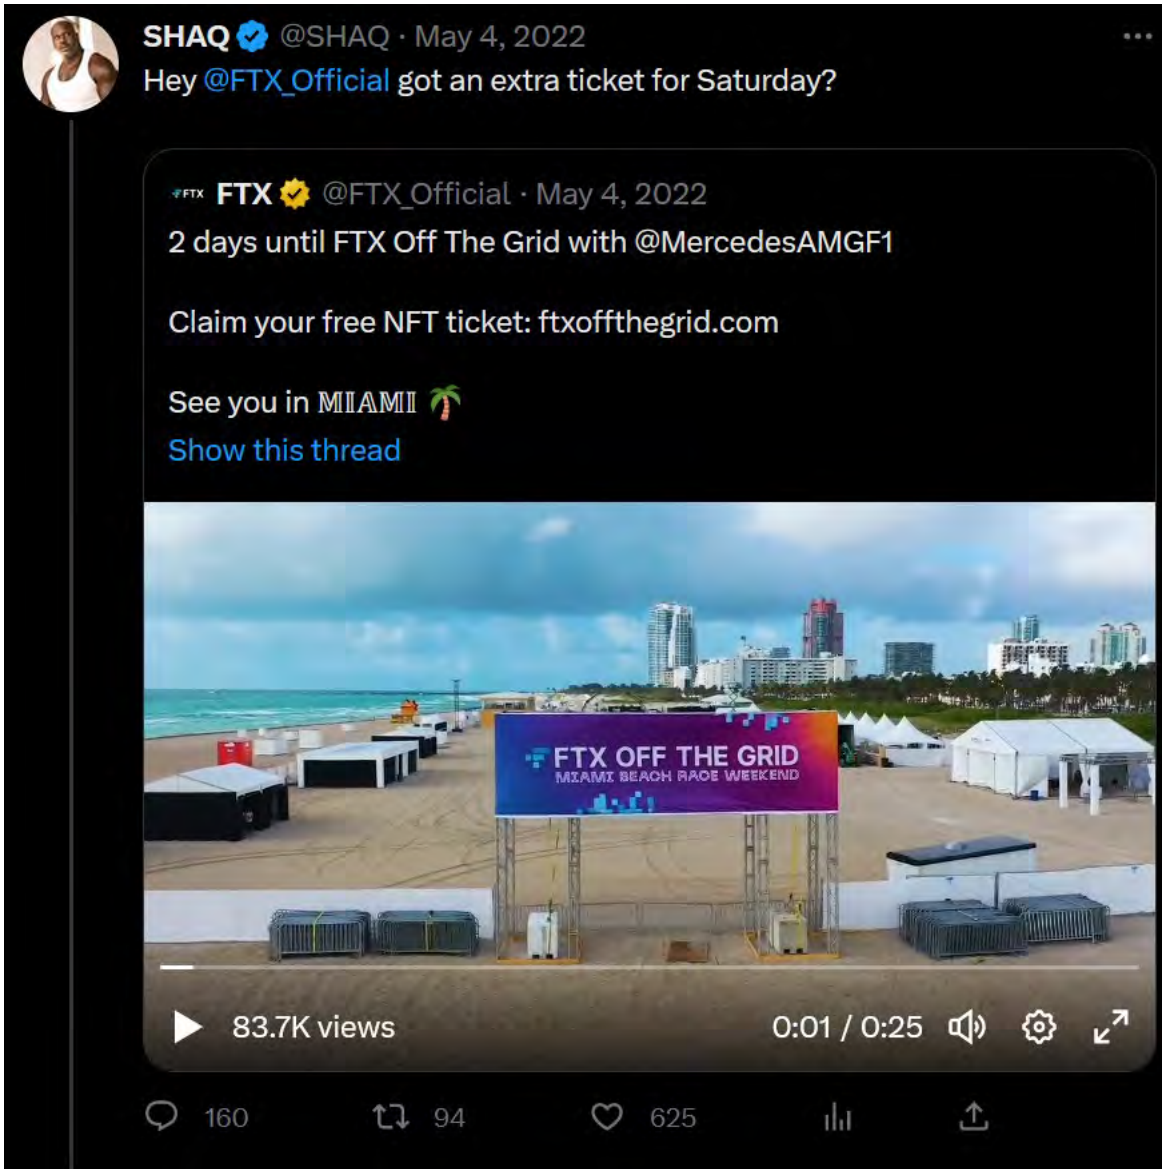 SHAQ @SHAQ · May 4, 2022
Hey @FTX_Official got an extra ticket for Saturday?
FTX FTX @FTX_Official · May 4, 2022
2 days until FTX Off The Grid with @MercedesAMGF1
Claim your free NFT ticket: ftxoffthegrid.com
See you in 𝕄𝕀𝔸𝕄𝕀 🌴
Show this thread
FTX OFF THE GRID
MIAMI BEACH RACE WEEKEND
83.7K views 0:01 / 0:25
160 94 625